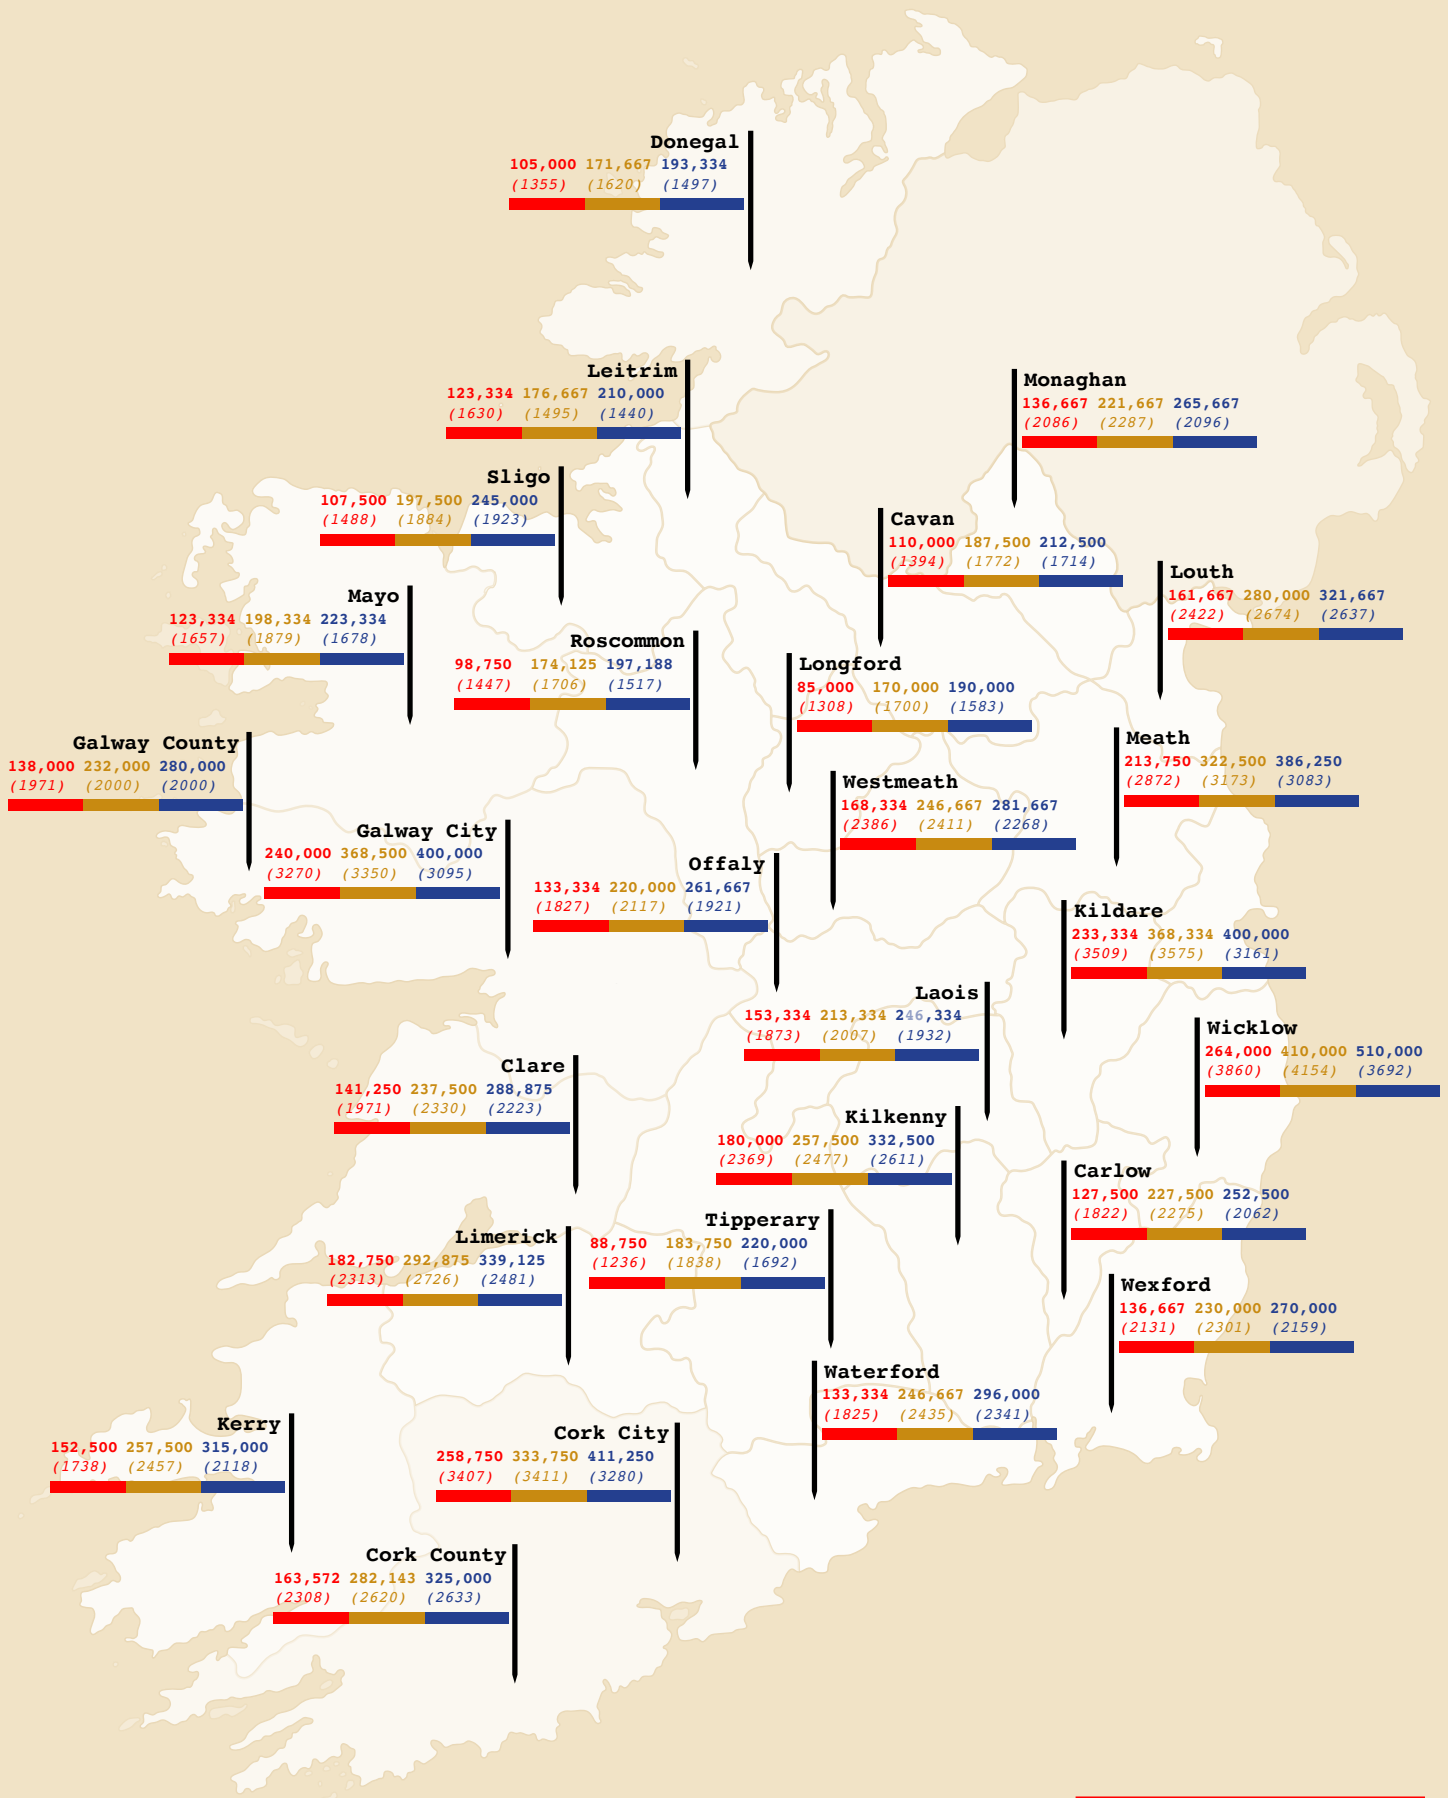 Donegal
105,000 171,667 193,334
(1355) (1620) (1497)
Leitrim
123,334 176,667 210,000
(1630) (1495) (1440)
Monaghan
136,667 221,667 265,667
(2086) (2287) (2096)
Sligo
107,500 197,500 245,000
(1488) (1884) (1923)
Cavan
110,000 187,500 212,500
(1394) (1772) (1714)
Louth
161,667 280,000 321,667
(2422) (2674) (2637)
Mayo
123,334 198,334 223,334
(1657) (1879) (1678)
Roscommon
98,750 174,125 197,188
(1447) (1706) (1517)
Longford
85,000 170,000 190,000
(1308) (1700) (1583)
Galway County
138,000 232,000 280,000
(1971) (2000) (2000)
Meath
213,750 322,500 386,250
(2872) (3173) (3083)
Westmeath
168,334 246,667 281,667
(2386) (2411) (2268)
Galway City
240,000 368,500 400,000
(3270) (3350) (3095)
Offaly
133,334 220,000 261,667
(1827) (2117) (1921)
Kildare
233,334 368,334 400,000
(3509) (3575) (3161)
Laois
153,334 213,334 246,334
(1873) (2007) (1932)
Wicklow
264,000 410,000 510,000
(3860) (4154) (3692)
Clare
141,250 237,500 288,875
(1971) (2330) (2223)
Kilkenny
180,000 257,500 332,500
(2369) (2477) (2611)
Carlow
127,500 227,500 252,500
(1822) (2275) (2062)
Tipperary
88,750 183,750 220,000
(1236) (1838) (1692)
Limerick
182,750 292,875 339,125
(2313) (2726) (2481)
Wexford
136,667 230,000 270,000
(2131) (2301) (2159)
Waterford
133,334 246,667 296,000
(1825) (2435) (2341)
Kerry
152,500 257,500 315,000
(1738) (2457) (2118)
Cork City
258,750 333,750 411,250
(3407) (3411) (3280)
Cork County
163,572 282,143 325,000
(2308) (2620) (2633)